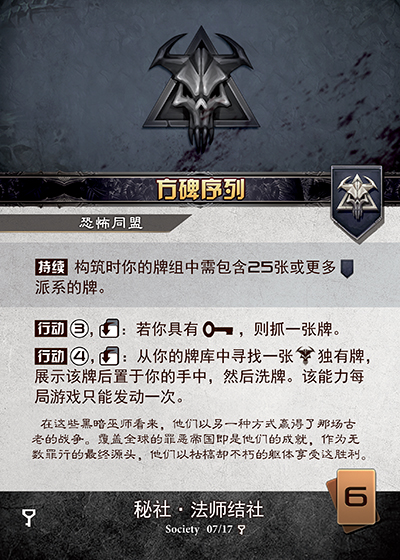 方碑序列
恐怖同盟
持续 构筑时你的牌组中需包含25张或更多
派系的牌。
行动 ③, : 若你具有 , 则抓一张牌。
行动 ④, : 从你的牌库中寻找一张 独有牌,
展示该牌后置于你的手中, 然后洗牌。该能力每
局游戏只能发动一次。
在这些黑暗巫师看来, 他们以另一种方式赢得了那场古
老的战争。覆盖全球的罪恶帝国即是他们的成就, 作为无
数罪行的最终源头, 他们以枯槁却不朽的躯体享受这胜利。
6
秘社·法师结社
Society 07/17